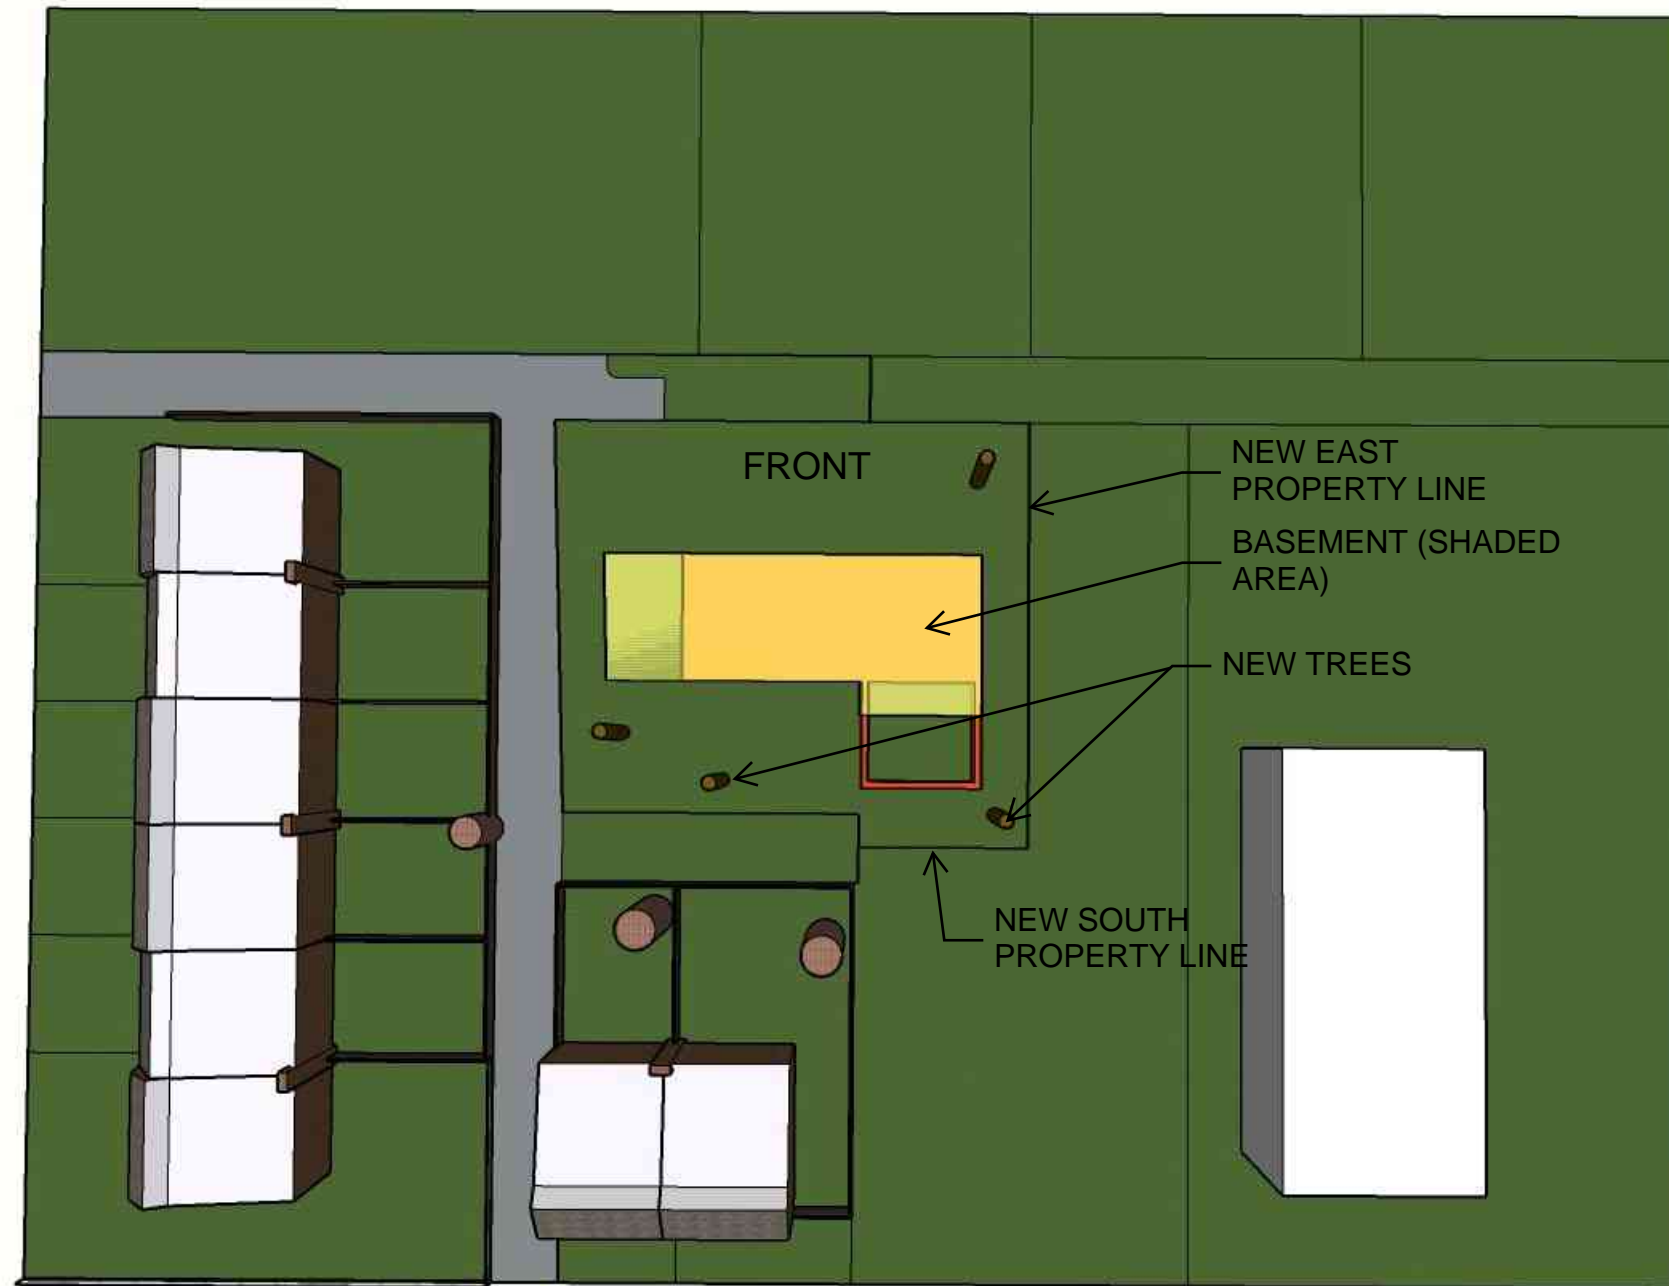 FRONT
NEW EAST
PROPERTY LINE
BASEMENT (SHADED
AREA)
NEW TREES
NEW SOUTH
PROPERTY LINE